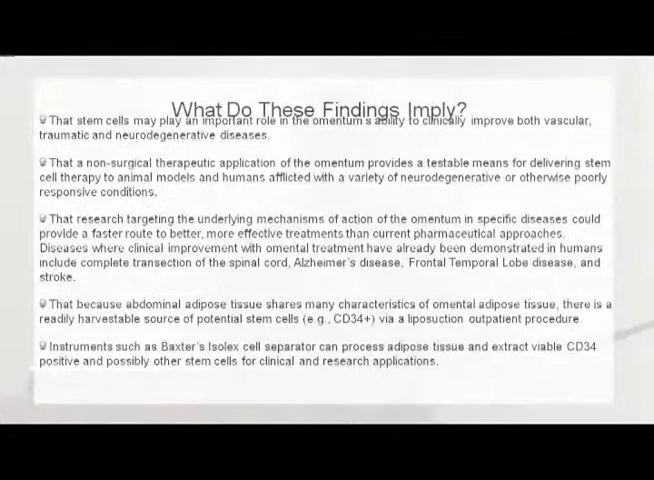 What Do These Findings Imply?
That stem cells may play an important role in the omentum's ability to clinically improve both vascular,
traumatic and neurodegenerative diseases.
That a non-surgical therapeutic application of the omentum provides a testable means for delivering stem
cell therapy to animal models and humans afflicted with a variety of neurodegenerative or otherwise poorly
responsive conditions.
That research targeting the underlying mechanisms of action of the omentum in specific diseases could
provide a faster route to better, more effective treatments than current pharmaceutical approaches.
Diseases where clinical improvement with omental treatment have already been demonstrated in humans
include complete transection of the spinal cord, Alzheimer's disease, Frontal Temporal Lobe disease, and
stroke.
That because abdominal adipose tissue shares many characteristics of omental adipose tissue, there is a
readily harvestable source of potential stem cells (e.g., CD34+) via a liposuction outpatient procedure.
Instruments such as Baxter's Isolex cell separator can process adipose tissue and extract viable CD34
positive and possibly other stem cells for clinical and research applications.